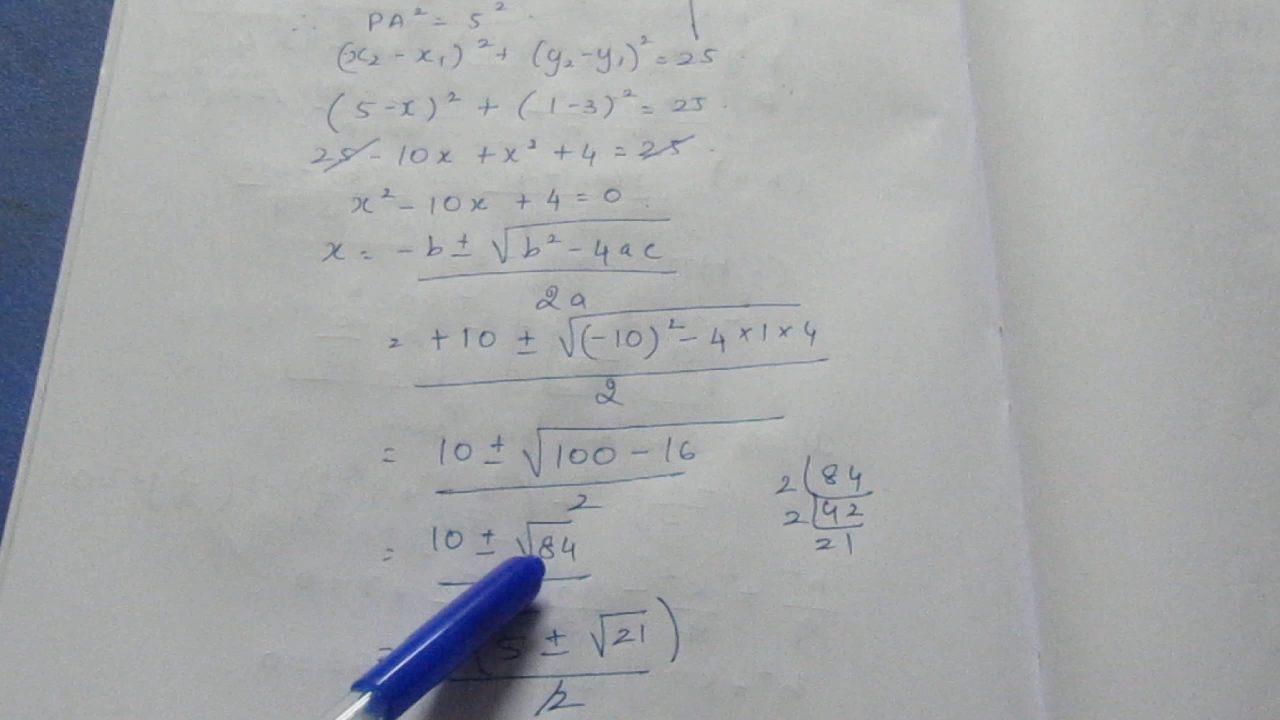 ∴ PA² = 5².
(x₂ - x₁)² + (y₂ - y₁)² = 25
(5 - x)² + (1 - 3)² = 25.
25 - 10x + x² + 4 = 25.
x² - 10x + 4 = 0.
x = - b ± √b² - 4ac
2a
= +10 ± √(-10)² - 4 × 1 × 4
2
= 10 ± √100 - 16
2
2 84
2 42
21
= 10 ± √84
= (5 ± √21)
2